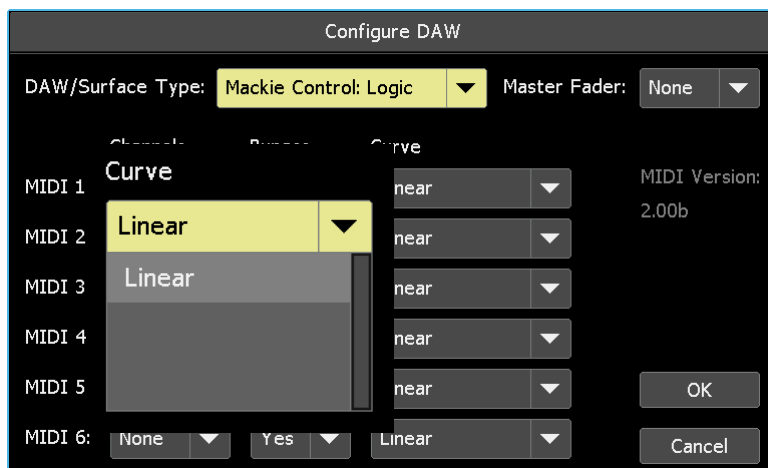 Configure DAW
DAW/Surface Type: Mackie Control: Logic Master Fader: None
Curve
Curve
MIDI 1 MIDI Version:
Linear 2.00b
MIDI 2
Linear
MIDI 3
MIDI 4
MIDI 5 OK
MIDI 6: None Yes Linear
Cancel